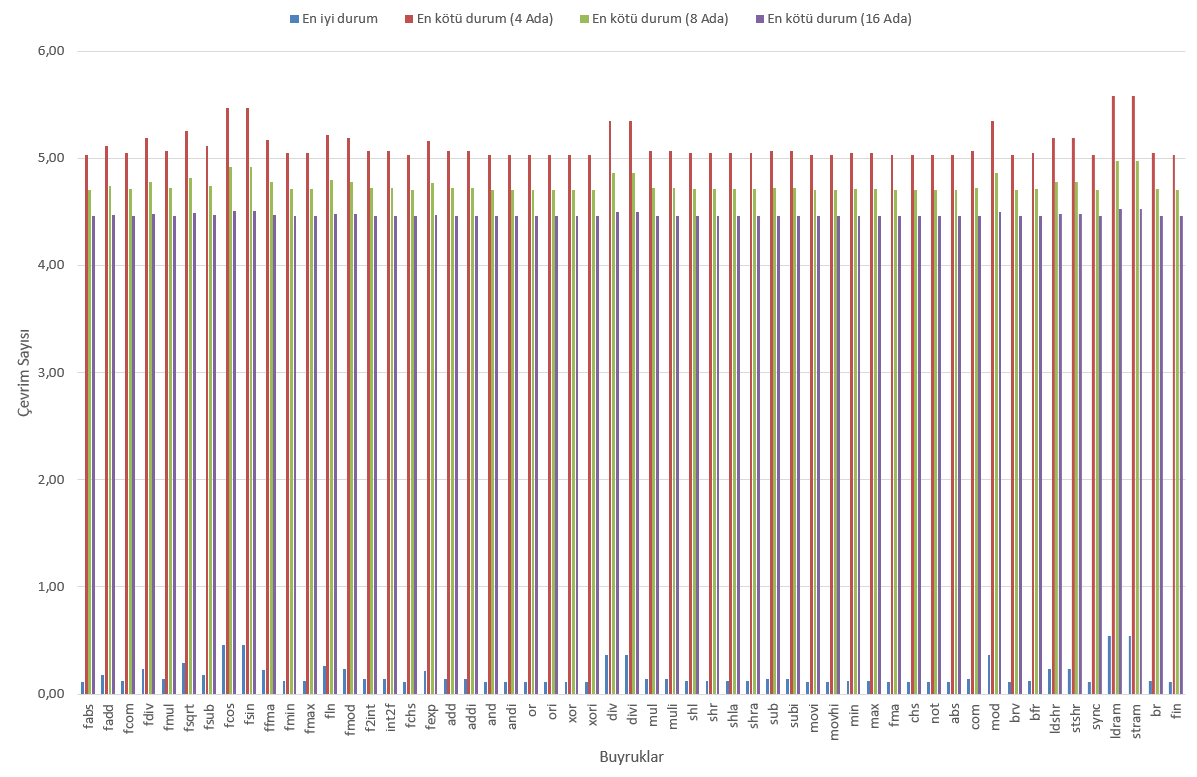 En iyi durum En kötü durum (4 Ada) En kötü durum (8 Ada) En kötü durum (16 Ada)
6,00
5,00
4,00
3,00
2,00
1,00
0,00
Çevrim Sayısı
fabs fadd fcom fdiv fmul fsqrt fsub fcos fsin ffma fmin fmax fln fmod f2int int2f fchs fexp add addi and andi or ori xor xori div divi mul muli shl shr shla shra sub subi movi movhi min max fma chs not abs com mod brv bfr ldshr stshr sync ldram stram br fin
Buyruklar